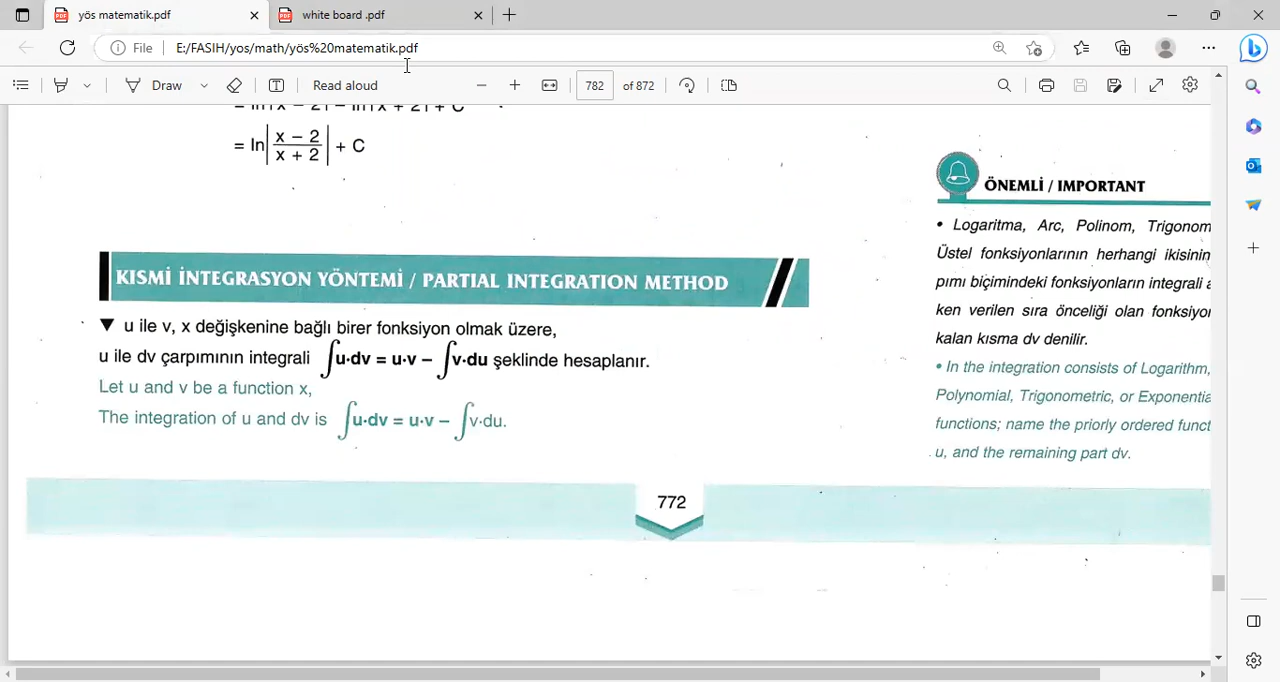 yös matematik.pdf
white board .pdf
File
E:/FASIH/yos/math/yös%20matematik.pdf
Draw
Read aloud
782 of 872
= ln|x − 2| − ln|x + 2| + C
= ln|x − 2 / x + 2| + C
KISMİ İNTEGRASYON YÖNTEMİ / PARTIAL INTEGRATION METHOD
▼ u ile v, x değişkenine bağlı birer fonksiyon olmak üzere,
u ile dv çarpımının integrali ∫u·dv = u·v − ∫v·du şeklinde hesaplanır.
Let u and v be a function x,
The integration of u and dv is ∫u·dv = u·v − ∫v·du.
ÖNEMLİ / IMPORTANT
• Logaritma, Arc, Polinom, Trigonom
Üstel fonksiyonlarının herhangi ikisinin
pımı biçimindeki fonksiyonların integrali a
ken verilen sıra önceliği olan fonksiyo
kalan kısma dv denilir.
• In the integration consists of Logarithm,
Polynomial, Trigonometric, or Exponentia
functions; name the priorly ordered funct
u, and the remaining part dv.
772